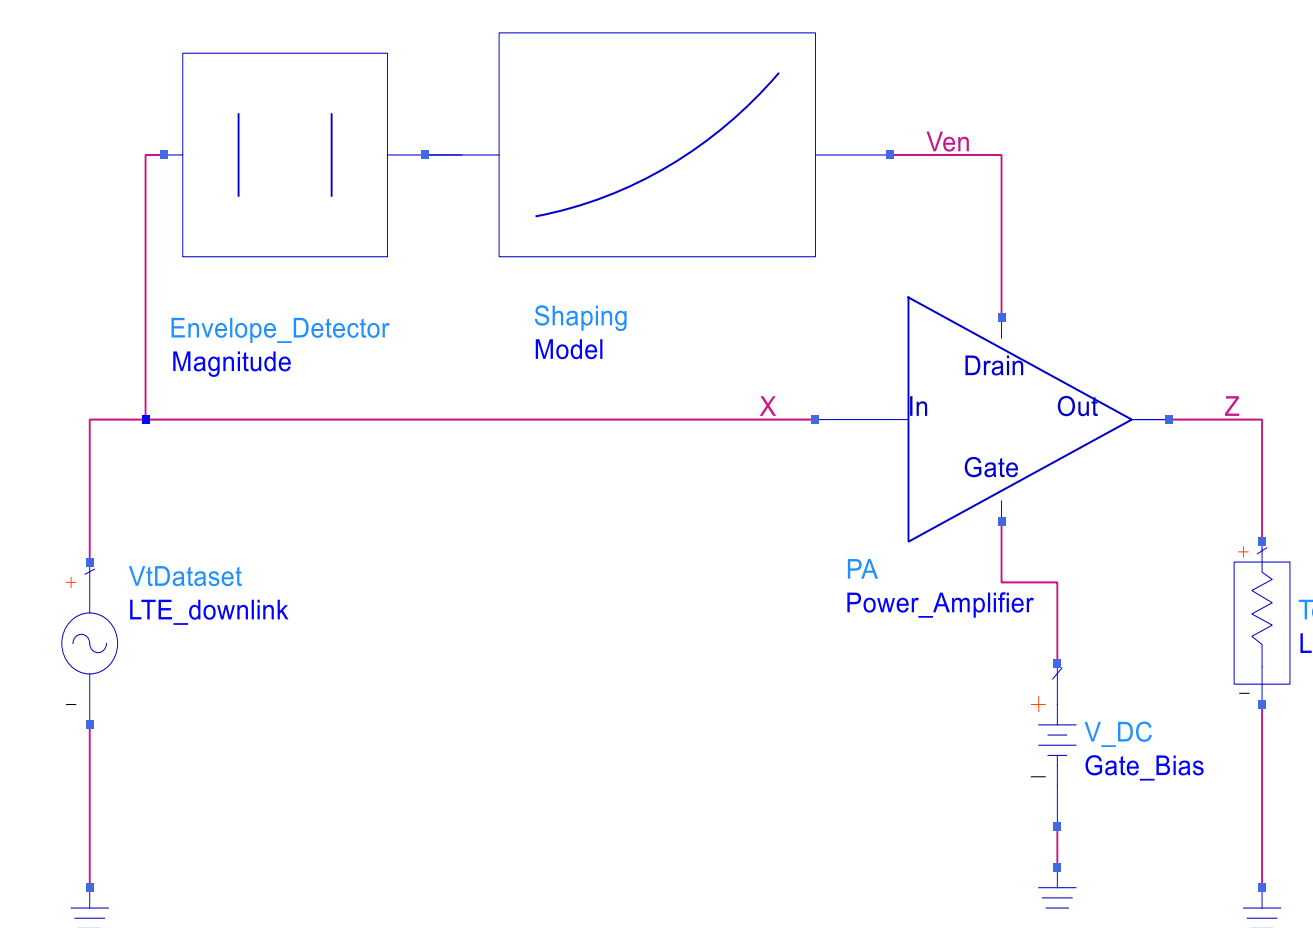 Ven
Envelope_Detector
Magnitude
Shaping
Model
Drain
X
In
Out
Z
Gate
VtDataset
LTE_downlink
PA
Power_Amplifier
V_DC
Gate_Bias